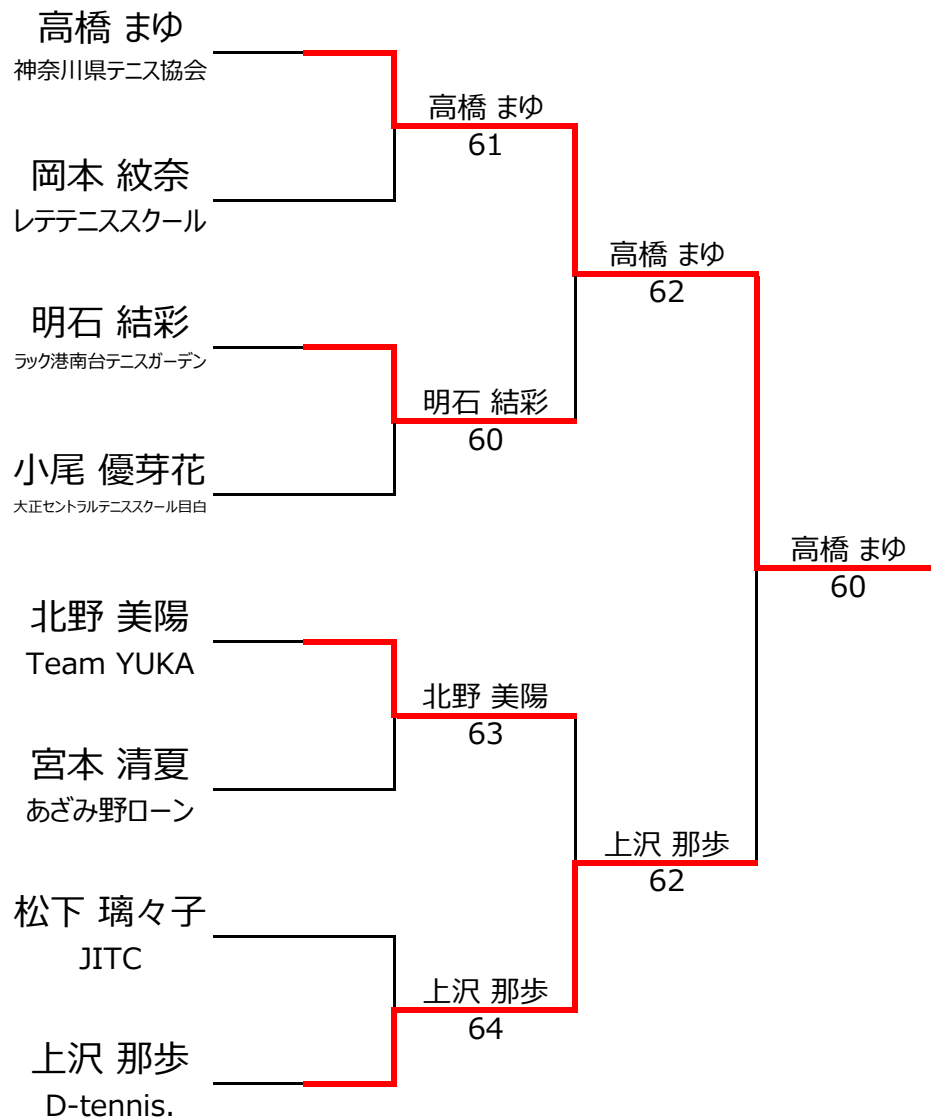 高橋 まゆ
神奈川県テニス協会
高橋 まゆ
61
岡本 紋奈
レテテニススクール
高橋 まゆ
62
明石 結彩
ラック港南台テニスガーデン
明石 結彩
60
小尾 優芽花
大正セントラルテニススクール目白
高橋 まゆ
60
北野 美陽
Team YUKA
北野 美陽
63
宮本 清夏
あざみ野ローン
上沢 那歩
62
松下 璃々子
JITC
上沢 那歩
64
上沢 那歩
D-tennis.